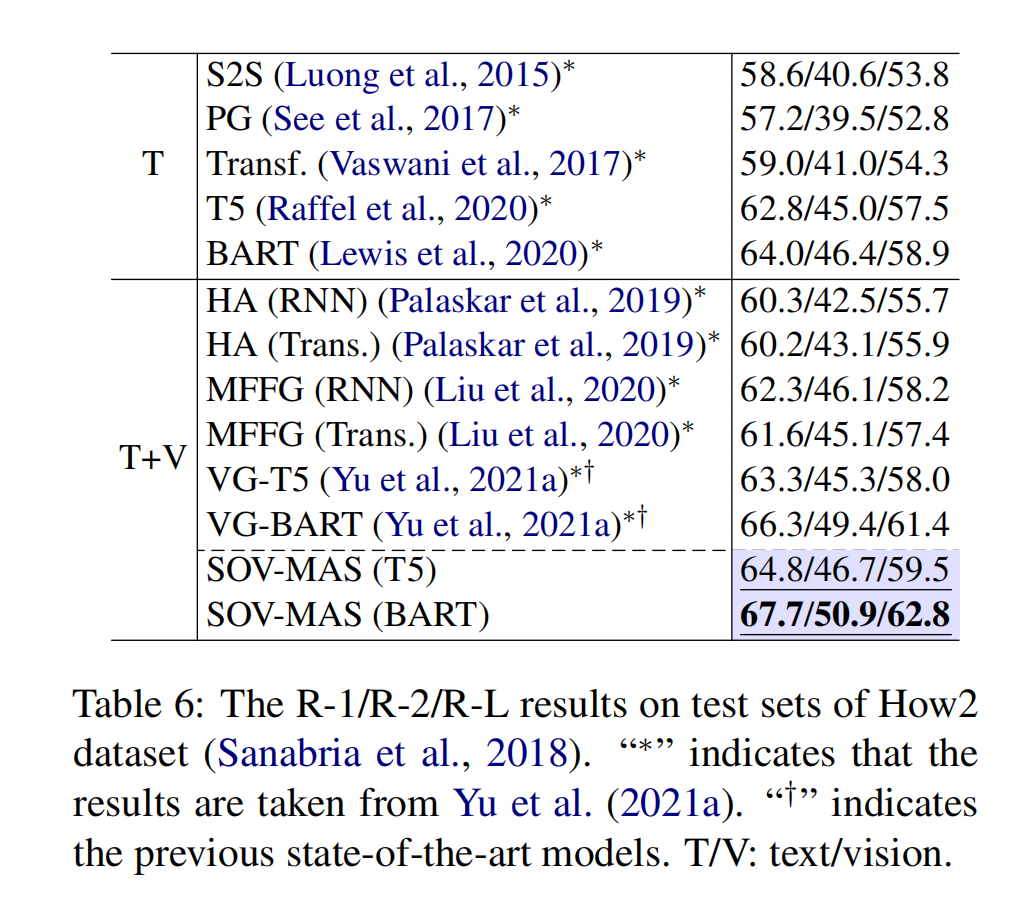 S2S (Luong et al., 2015)* 58.6/40.6/53.8
PG (See et al., 2017)* 57.2/39.5/52.8
T Transf. (Vaswani et al., 2017)* 59.0/41.0/54.3
T5 (Raffel et al., 2020)* 62.8/45.0/57.5
BART (Lewis et al., 2020)* 64.0/46.4/58.9
HA (RNN) (Palaskar et al., 2019)* 60.3/42.5/55.7
HA (Trans.) (Palaskar et al., 2019)* 60.2/43.1/55.9
MFFG (RNN) (Liu et al., 2020)* 62.3/46.1/58.2
MFFG (Trans.) (Liu et al., 2020)* 61.6/45.1/57.4
T+V
VG-T5 (Yu et al., 2021a)*† 63.3/45.3/58.0
VG-BART (Yu et al., 2021a)*† 66.3/49.4/61.4
SOV-MAS (T5) 64.8/46.7/59.5
SOV-MAS (BART) 67.7/50.9/62.8
Table 6: The R-1/R-2/R-L results on test sets of How2
dataset (Sanabria et al., 2018). “*” indicates that the
results are taken from Yu et al. (2021a). “†” indicates
the previous state-of-the-art models. T/V: text/vision.